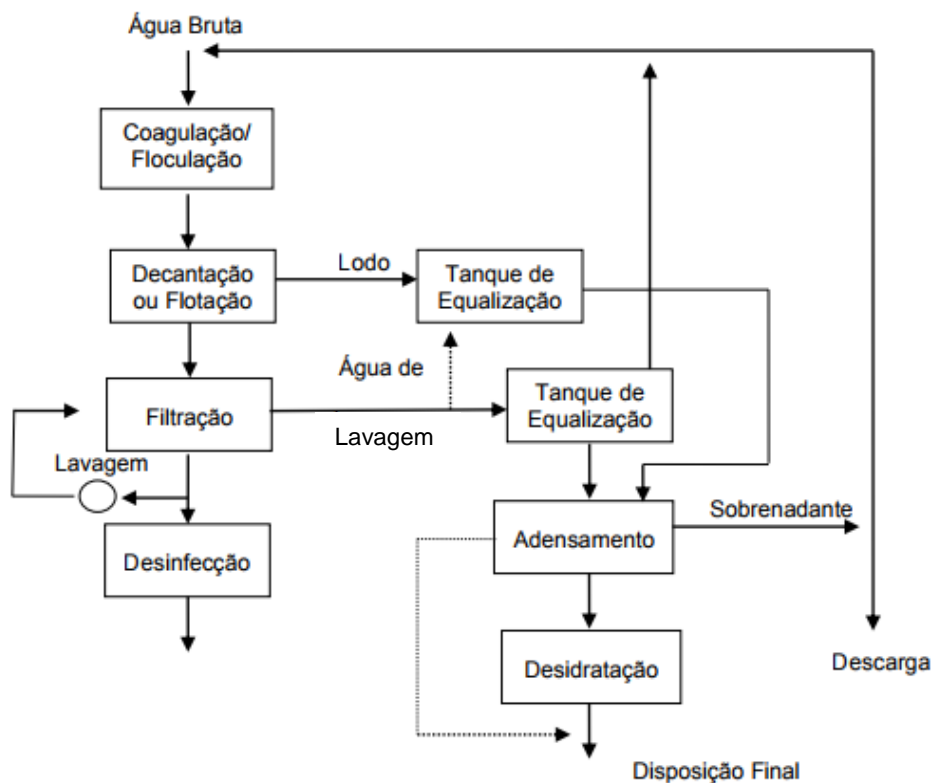 Água Bruta
Coagulação/
Floculação
Decantação
ou Flotação
Lodo
Tanque de
Equalização
Água de
Lavagem
Filtração
Tanque de
Equalização
Lavagem
Sobrenadante
Adensamento
Desinfecção
Desidratação
Descarga
Disposição Final